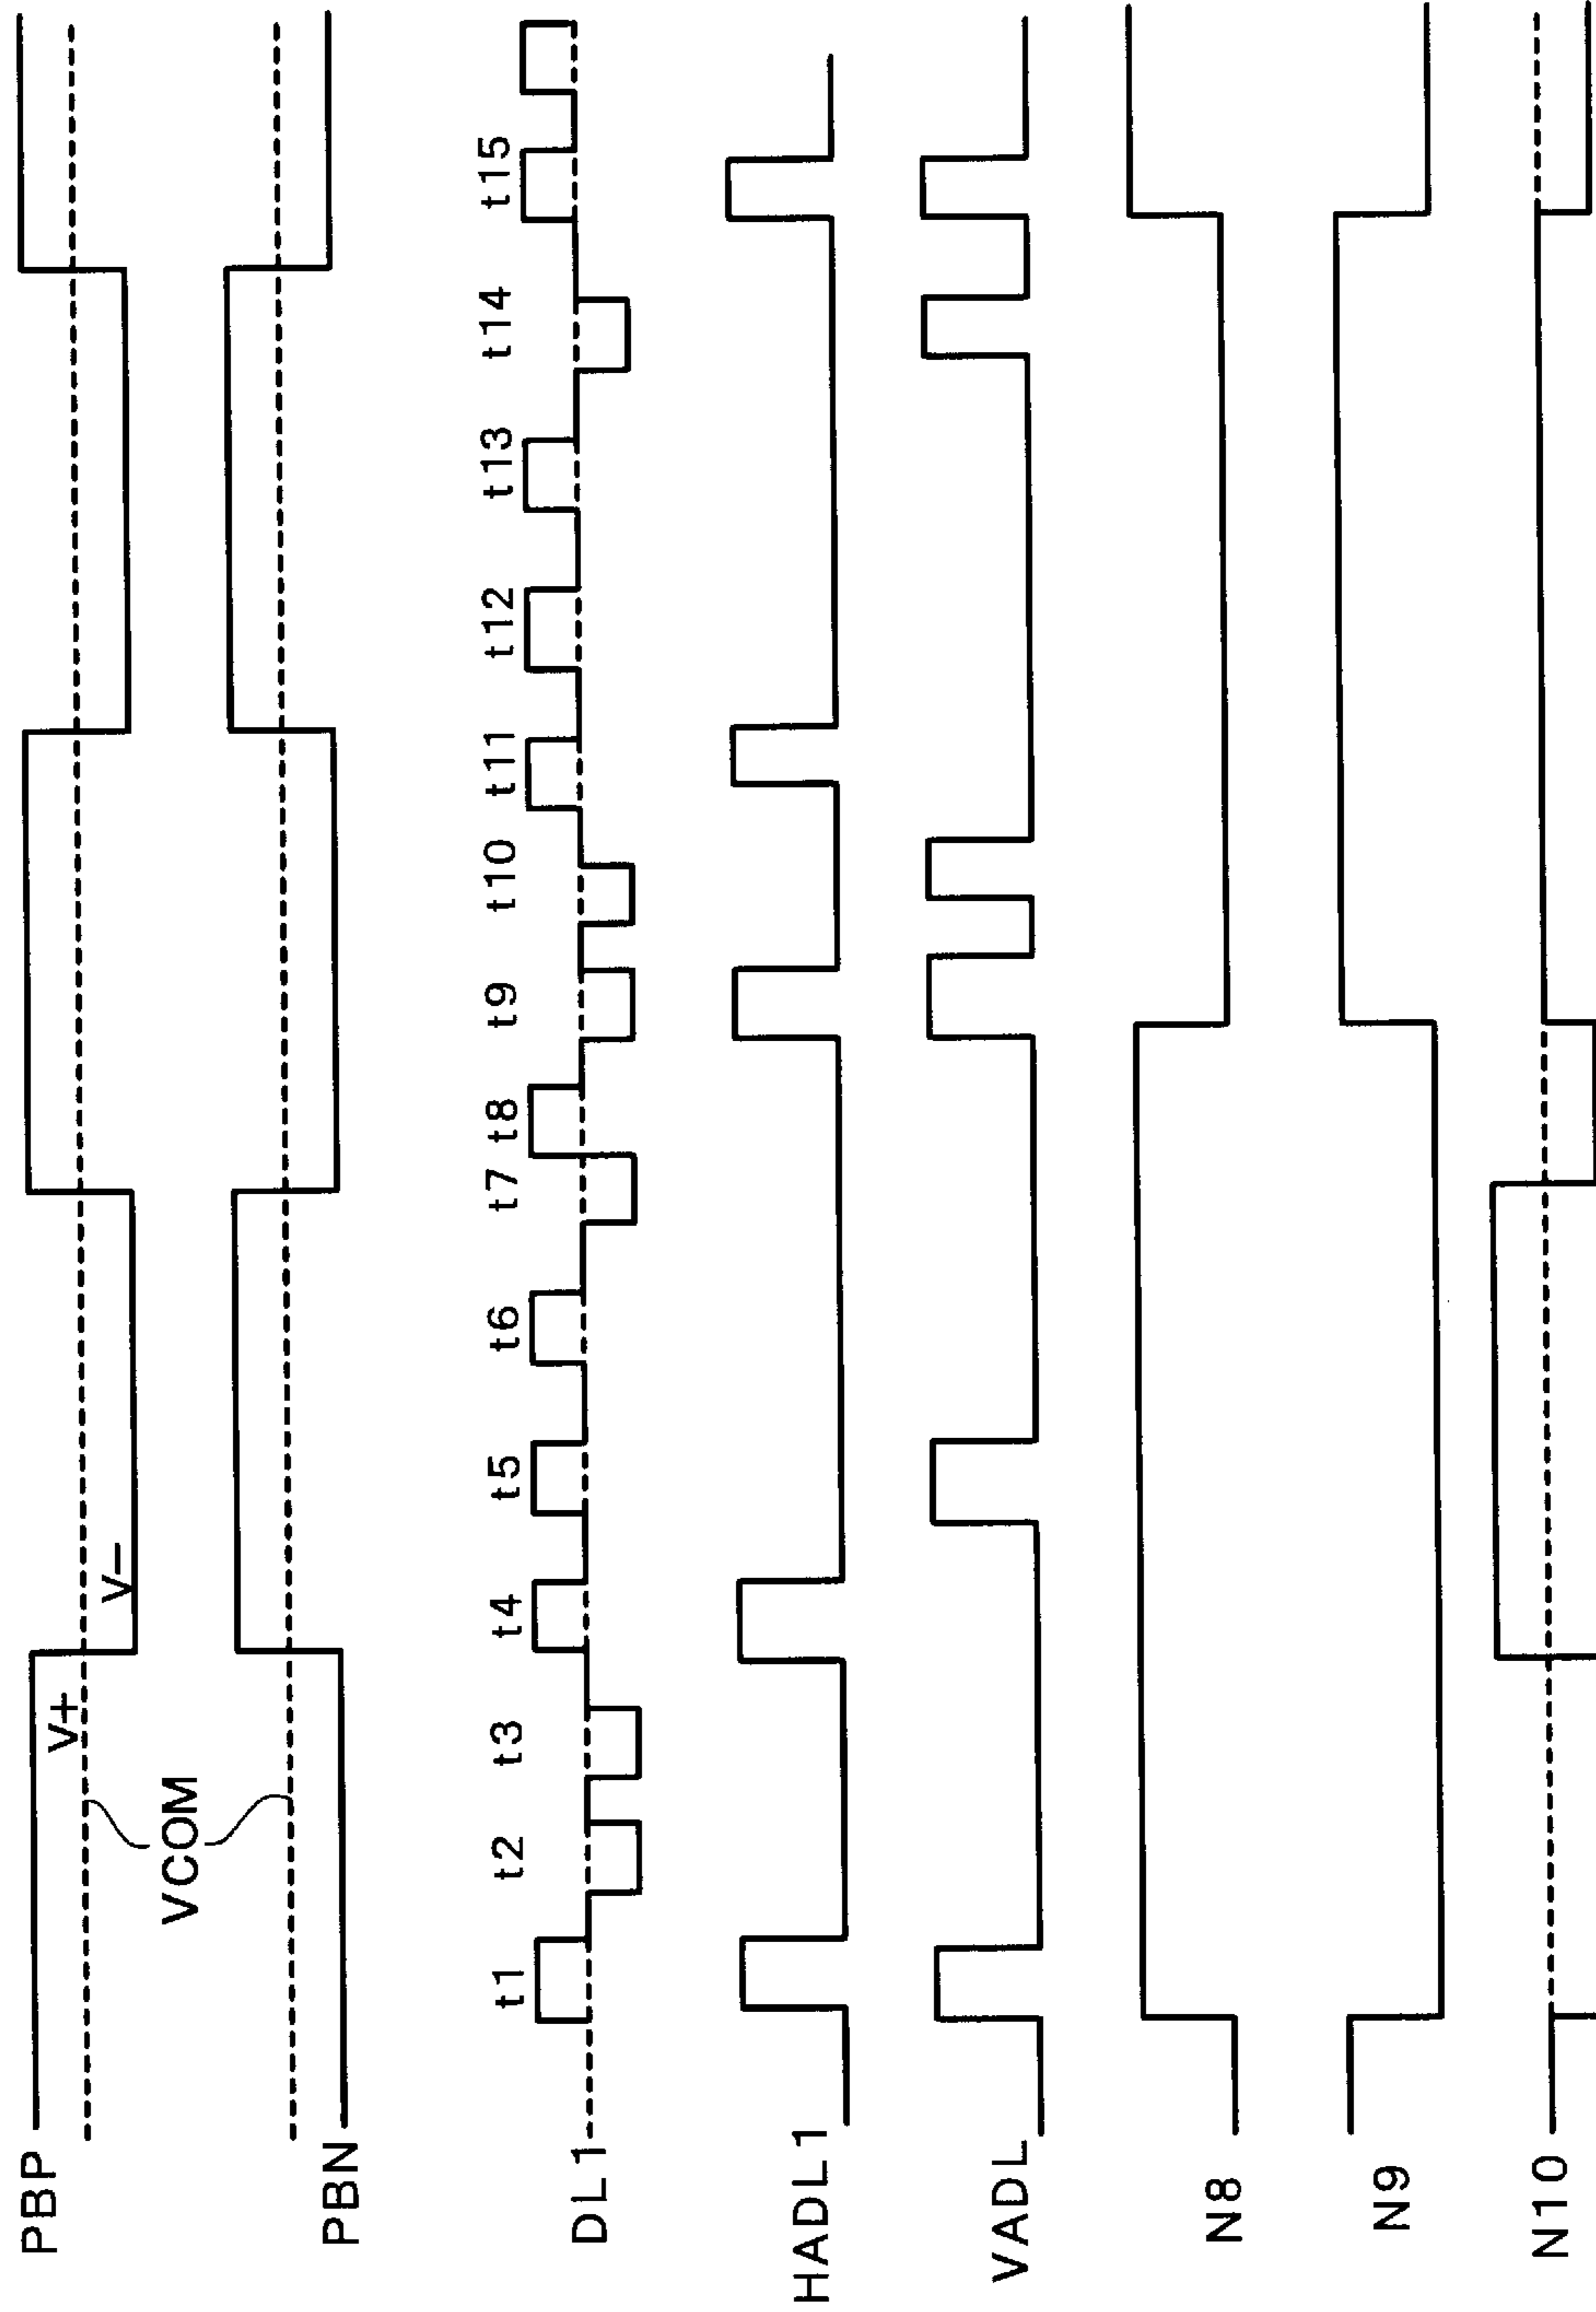 PBP
V+
V−
VCOM
PBN
t1 t2 t3 t4 t5 t6 t7 t8 t9 t10 t11 t12 t13 t14 t15
DL1
HADL1
VADL
N8
N9
N10